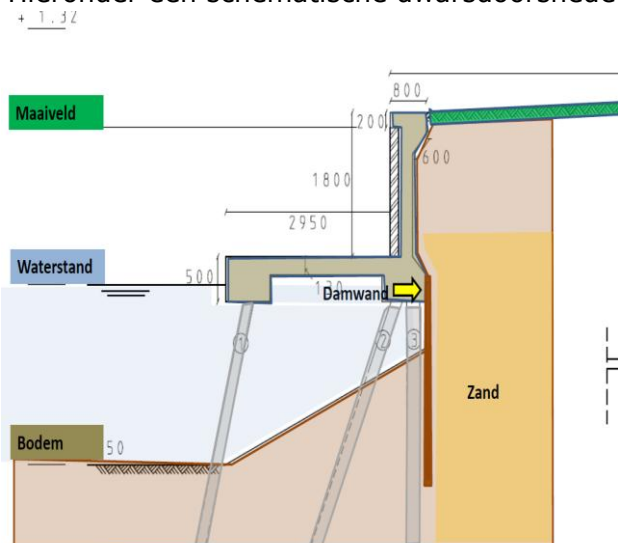 Hieronder een schematische dwarsdoorsnede
+ 1.32
800
Maaiveld
200
600
1800
2950
Waterstand
500
130
Damwand
1
2
3
Zand
Bodem
50